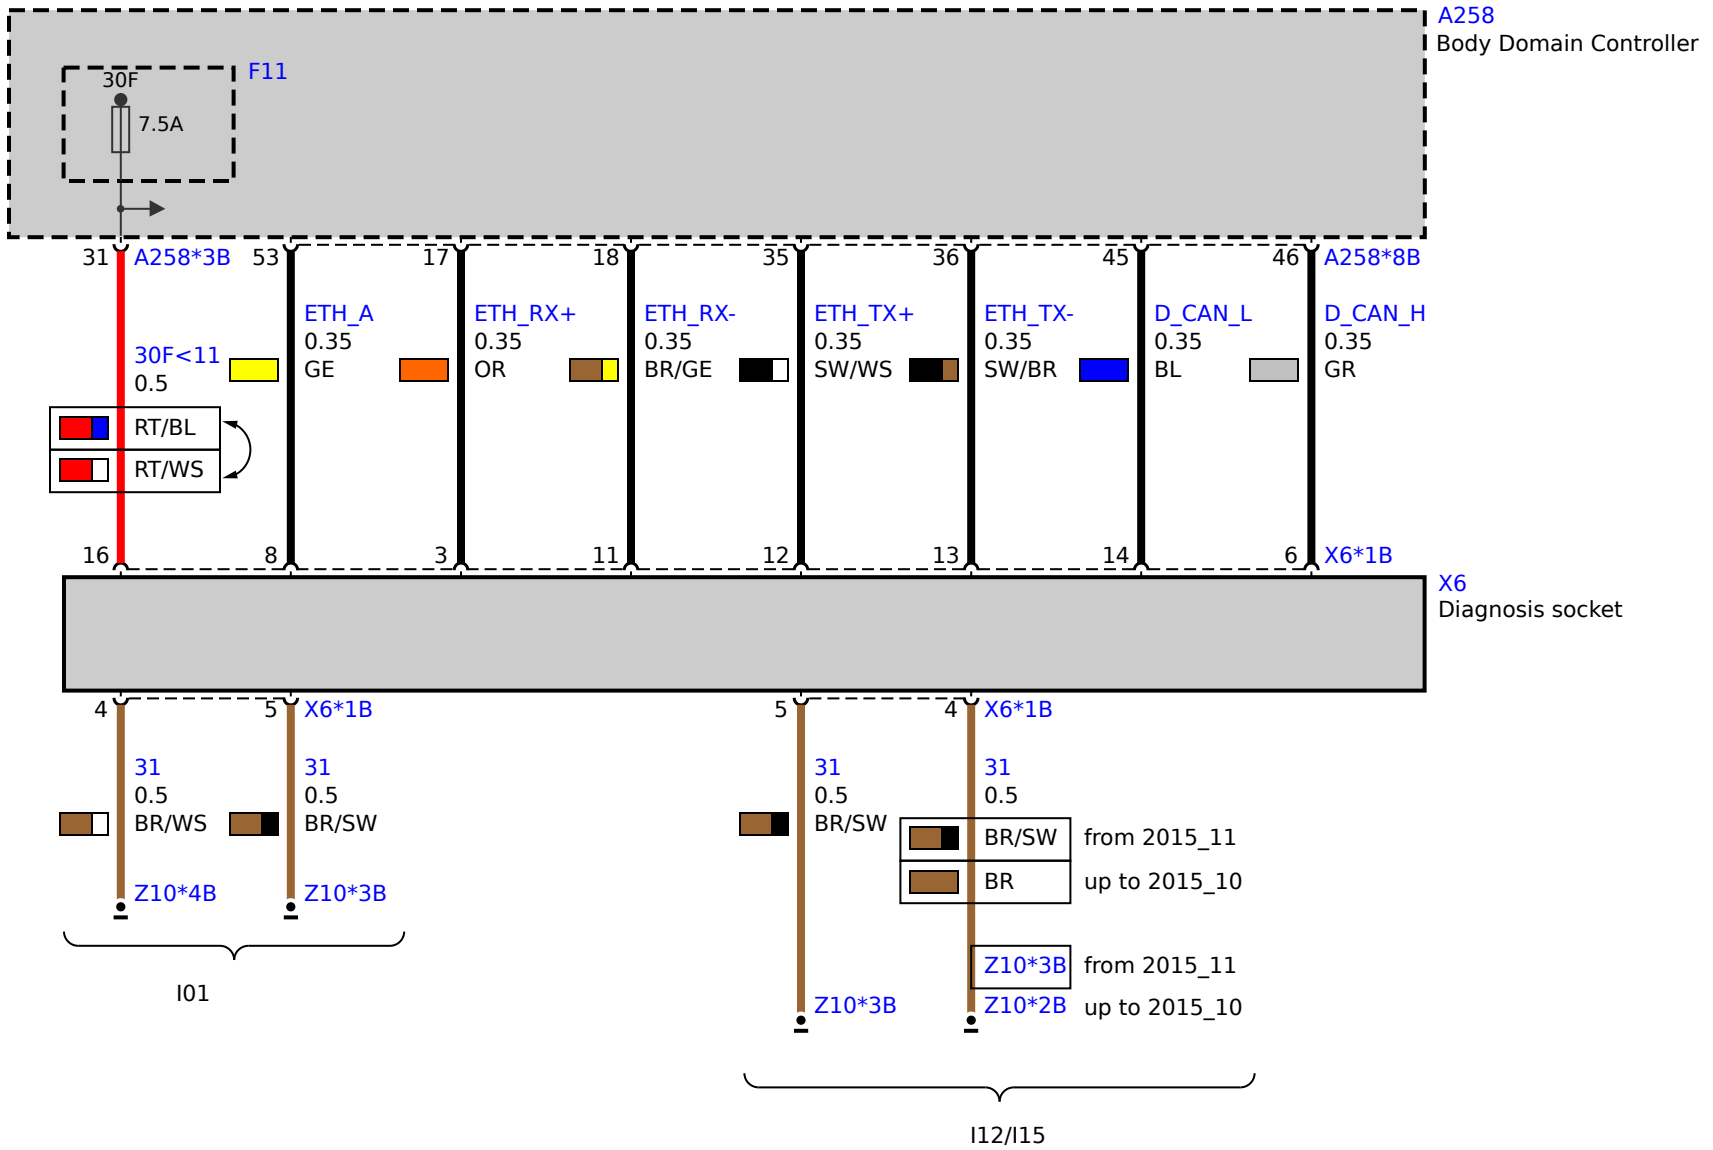 A258
Body Domain Controller
30F
F11
7.5A
31 A258*3B 53 17 18 35 36 45 46 A258*8B
ETH_A ETH_RX+ ETH_RX- ETH_TX+ ETH_TX- D_CAN_L D_CAN_H
0.35 0.35 0.35 0.35 0.35 0.35 0.35
30F<11
GE OR BR/GE SW/WS SW/BR BL GR
0.5
RT/BL
RT/WS
16 8 3 11 12 13 14 6 X6*1B
X6
Diagnosis socket
4 5 X6*1B 5 4 X6*1B
31 31 31 31
0.5 0.5 0.5 0.5
BR/WS BR/SW BR/SW
BR/SW from 2015_11
BR up to 2015_10
Z10*4B Z10*3B
Z10*3B from 2015_11
I01
Z10*3B Z10*2B up to 2015_10
I12/I15